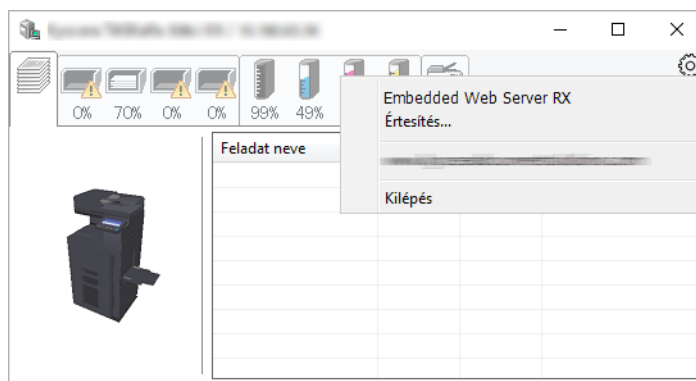 0%
70%
0%
0%
99%
49%
Embedded Web Server RX
Értesítés...
Kilépés
Feladat neve